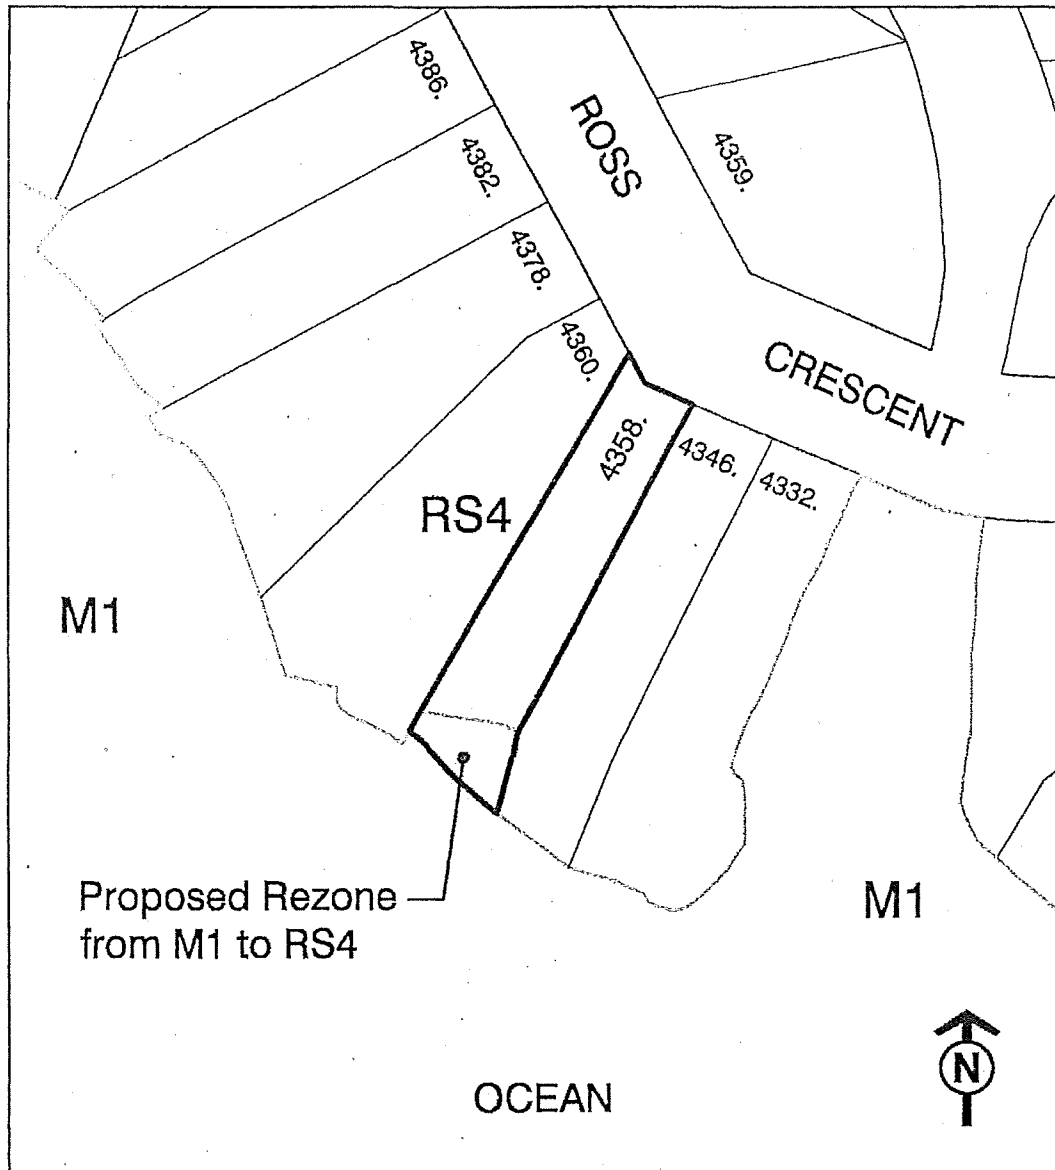 4386.
4382.
4378.
4360.
4358.
4346.
4332.
4359.
ROSS
CRESCENT
RS4
M1
Proposed Rezone
from M1 to RS4
M1
OCEAN
N